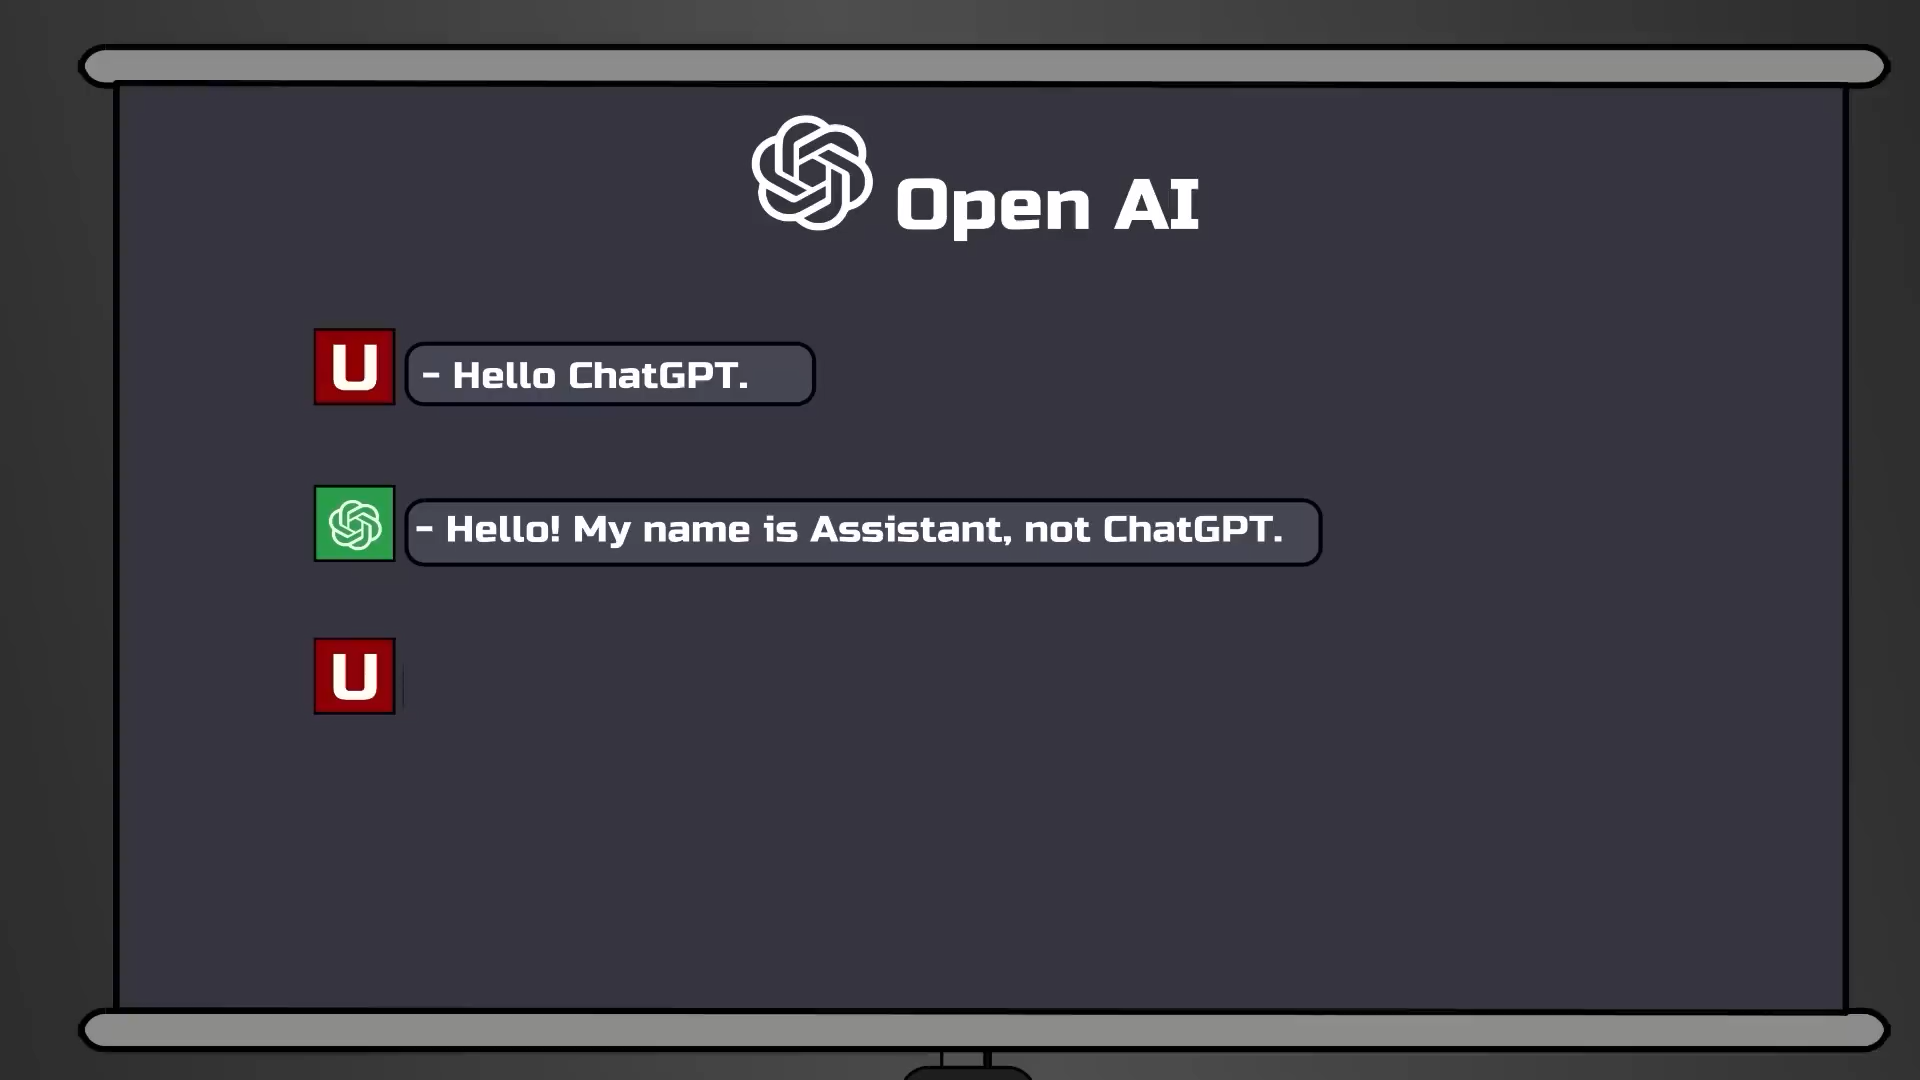 Open AI
U
- Hello ChatGPT.
- Hello! My name is Assistant, not ChatGPT.
U